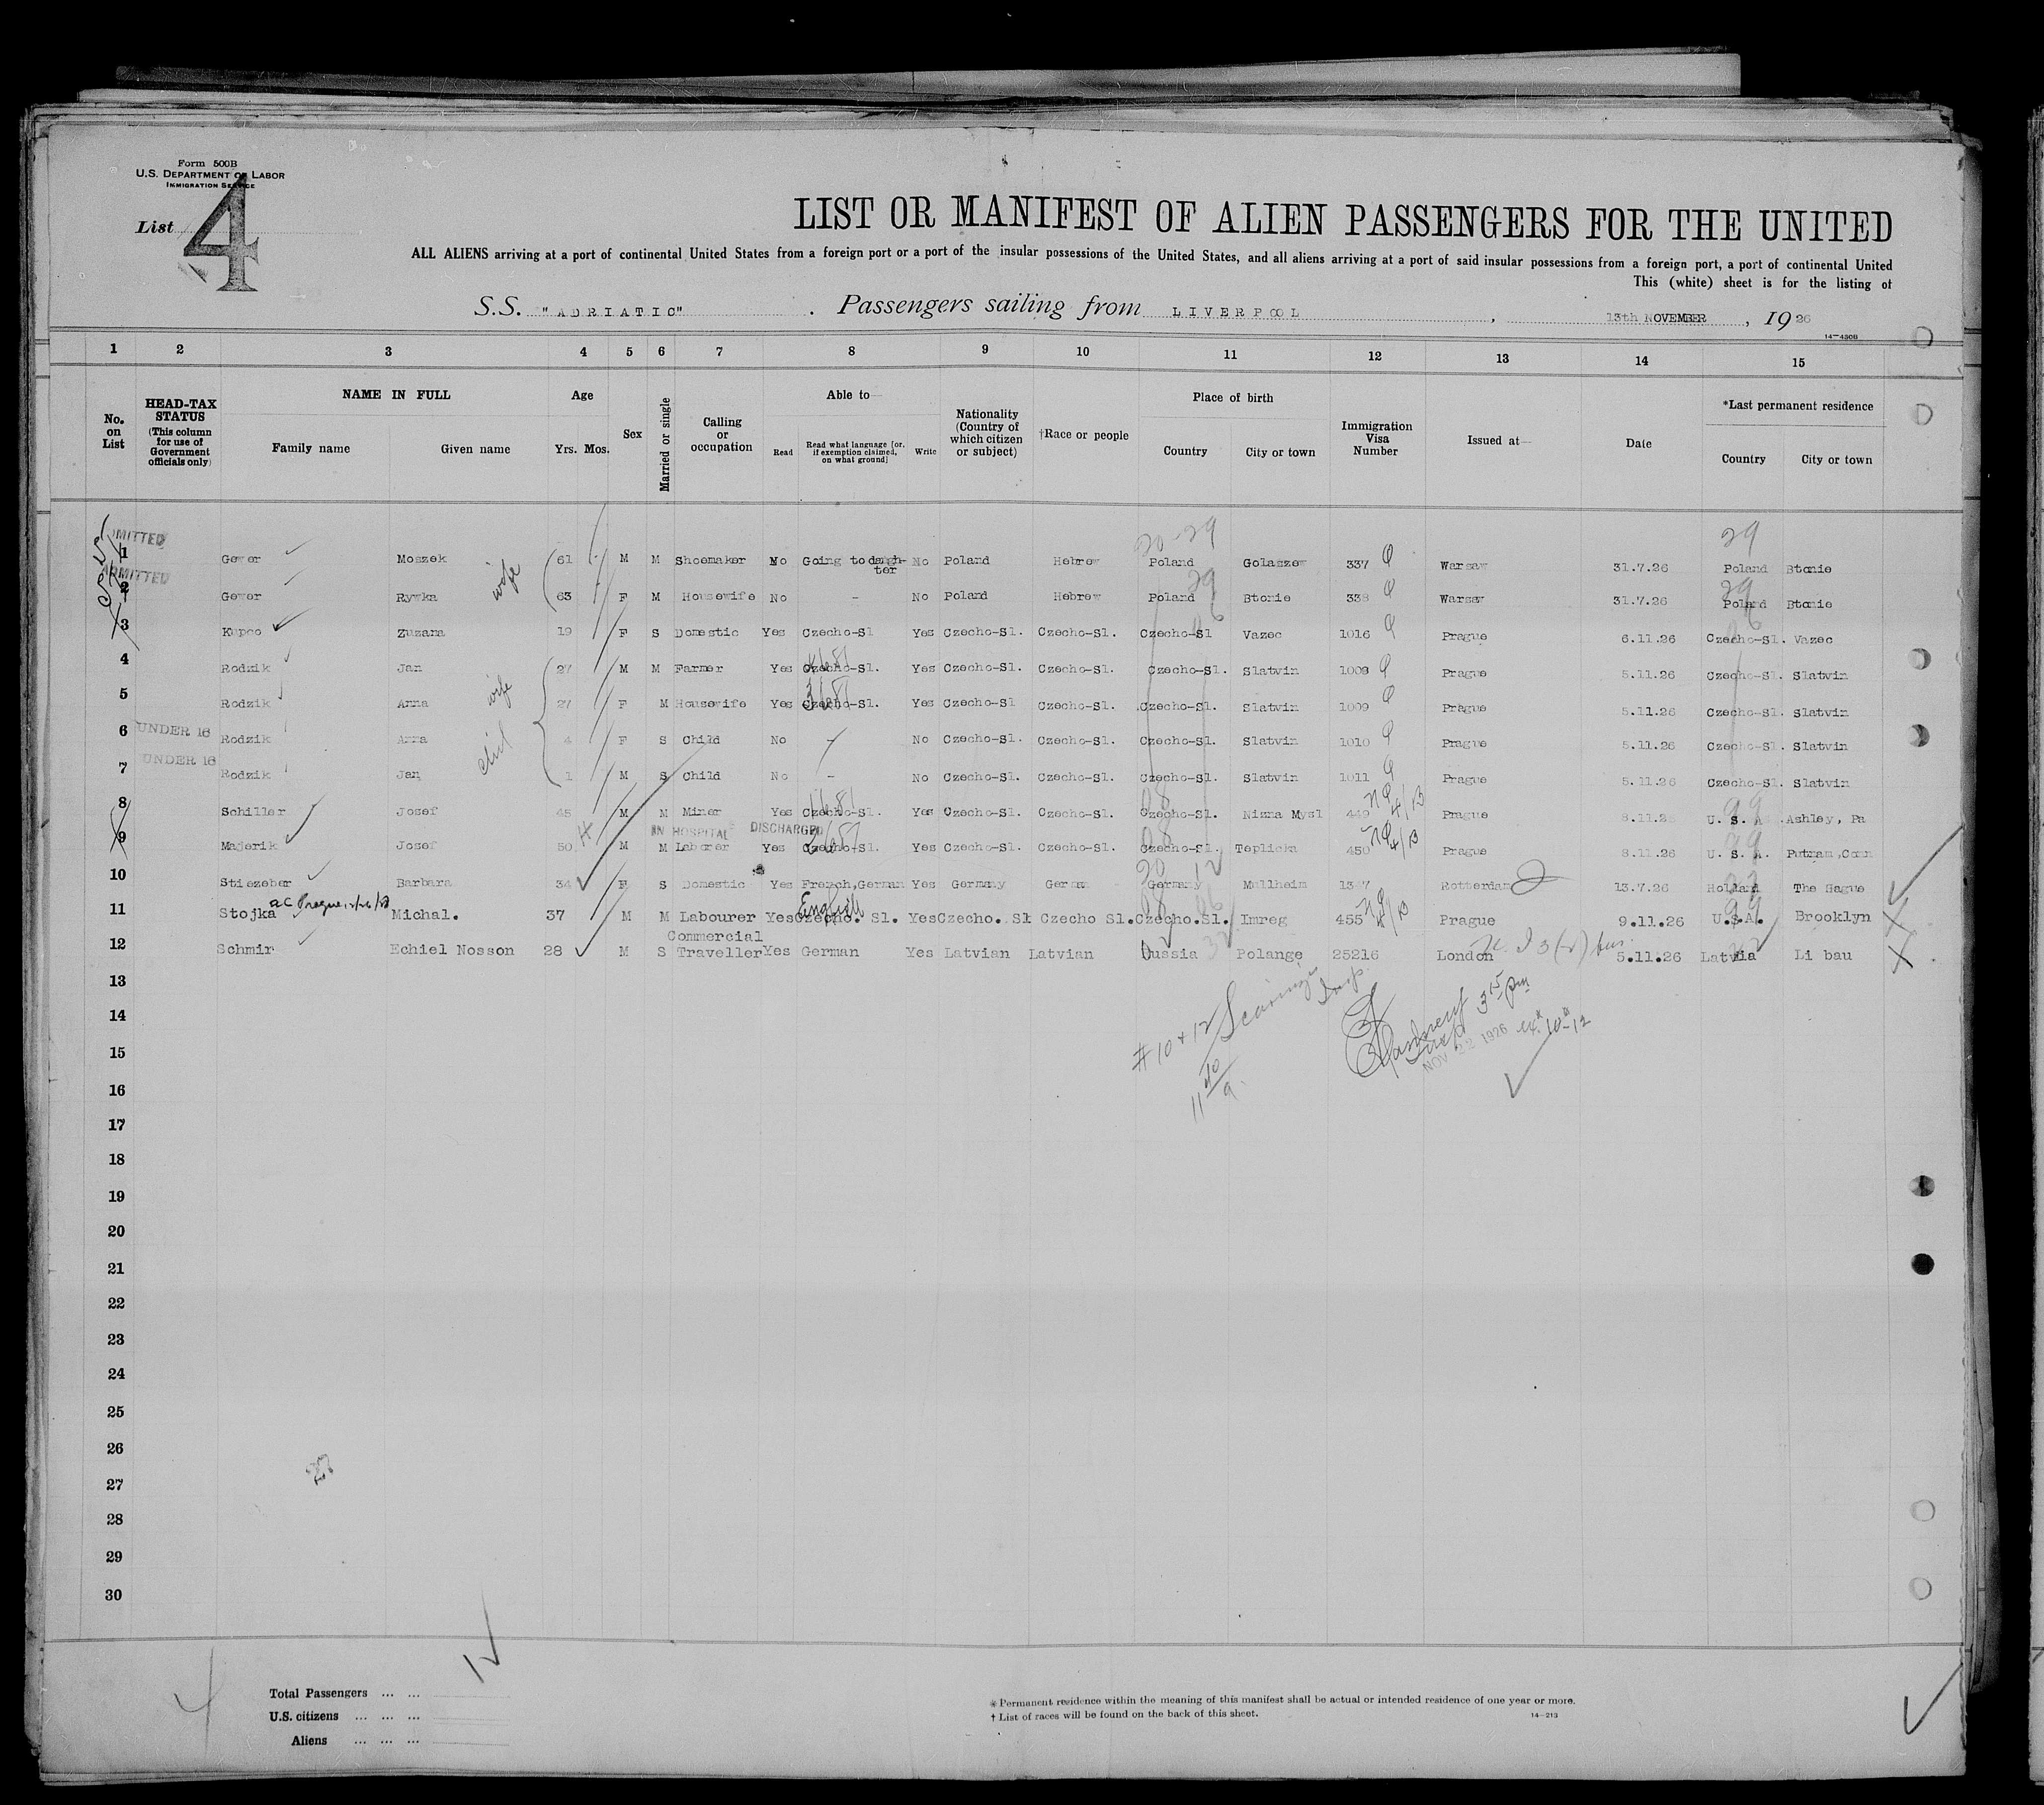 Form 500B
U.S. DEPARTMENT OF LABOR
IMMIGRATION SERVICE
List 4
LIST OR MANIFEST OF ALIEN PASSENGERS FOR THE UNITED
ALL ALIENS arriving at a port of continental United States from a foreign port or a port of the insular possessions of the United States, and all aliens arriving at a port of said insular possessions from a foreign port, a port of continental United
This (white) sheet is for the listing of
S.S. "ADRIATIC" . Passengers sailing from LIVERPOOL , 13th NOVEMBER , 1926
14—430B
1 2 3 4 5 6 7 8 9 10 11 12 13 14 15
No. on List
HEAD-TAX STATUS (This column for use of Government officials only)
NAME IN FULL
Family name Given name
Age
Yrs. Mos.
Sex
Married or single
Calling or occupation
Able to—
Read
Read what language [or, if exemption claimed, on what ground]
Write
Nationality (Country of which citizen or subject)
†Race or people
Place of birth
Country City or town
Immigration Visa Number
Issued at—
Date
*Last permanent residence
Country City or town
20-29 29
ADMITTED
1 Gewer Moszek 61 M M Shoemaker No Going to daugh- No Poland Hebrew Poland Golaszew 337 Warsaw 31.7.26 Poland Btonie
ter
wife
ADMITTED 29 29
2 Gewer Rywka 63 F M Housewife No - No Poland Hebrew Poland Btonie 338 Warsaw 31.7.26 Poland Btonie
3 Kupco Zuzana 19 F S Domestic Yes Czecho-Sl Yes Czecho-Sl. Czecho-Sl. Czecho-Sl Vazec 1016 Prague 6.11.26 Czecho-Sl. Vazec
4 Rodzik Jan 27 M M Farmer Yes Czecho-Sl. Yes Czecho-Sl. Czecho-Sl. Czecho-Sl. Slatvin 1008 Prague 5.11.26 Czecho-Sl. Slatvin
wife
5 Rodzik Anna 27 F M Housewife Yes Czecho-Sl. Yes Czecho-Sl Czecho-Sl. Czecho-Sl. Slatvin 1009 Prague 5.11.26 Czecho-Sl. Slatvin
6 UNDER 16 Rodzik Anna 4 F S Child No - No Czecho-Sl. Czecho-Sl. Czecho-Sl. Slatvin 1010 Prague 5.11.26 Czecho-Sl. Slatvin
7 UNDER 16 Rodzik Jan 1 M S Child No - No Czecho-Sl. Czecho-Sl. Czecho-Sl. Slatvin 1011 Prague 5.11.26 Czecho-Sl. Slatvin
8 Schiller Josef 45 M M Miner Yes Czecho-Sl. Yes Czecho-Sl. Czecho-Sl. Czecho-Sl. Nizna Mysl 449 Prague 8.11.26 U. S. A. Ashley, Pa
IN HOSPITAL DISCHARGED
9 Majerik Josef 50 M M Laborer Yes Czecho-Sl. Yes Czecho-Sl. Czecho-Sl. Czecho-Sl. Teplicka 450 Prague 8.11.26 U. S. A. Putnam, Conn
10 Stiezeber Barbara 34 F S Domestic Yes French, German Yes Germany German Germany Mullheim Rotterdam 13.7.26 Holland The Hague
English
11 Stojka Michal. 37 M M Labourer Yes Czecho. Sl. Yes Czecho. Sl Czecho Sl. Czecho.Sl. Imreg 455 Prague 9.11.26 U.S.A. Brooklyn
Commercial
12 Schmir Echiel Nosson 28 M S Traveller Yes German Yes Latvian Latvian Russia Polange 25216 London 5.11.26 Latvia Li bau
13
# 10 + 12
14
315 pm
NOV 22 1926
15
16
17
18
19
20
21
22
23
24
25
26
27
28
29
30
Total Passengers ... ...
U.S. citizens ... ... ...
Aliens ... ... ...
* Permanent residence within the meaning of this manifest shall be actual or intended residence of one year or more.
† List of races will be found on the back of this sheet.
14—213